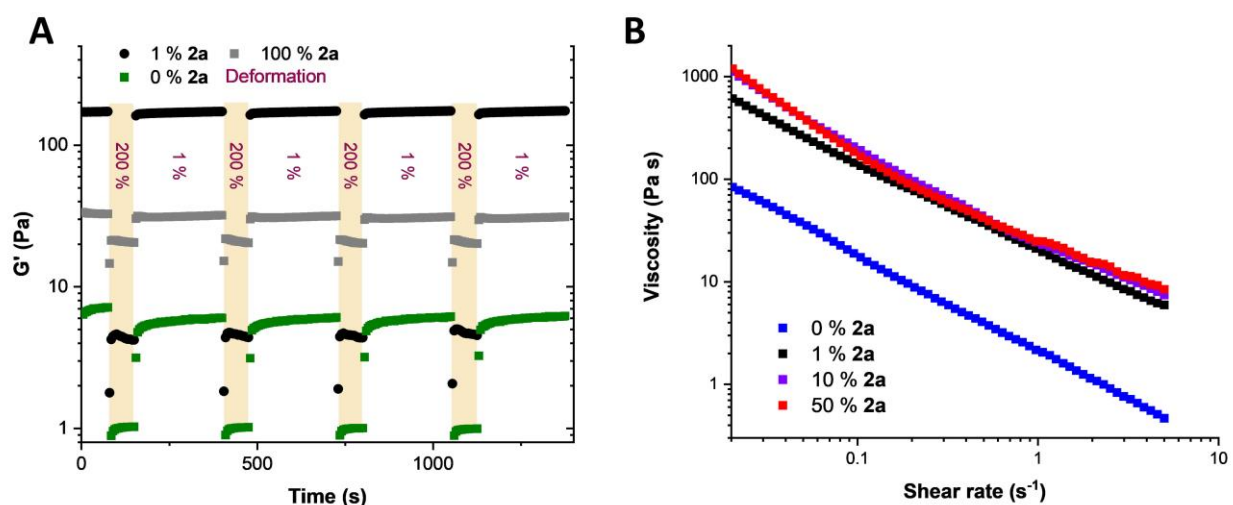 A
1 % 2a
100 % 2a
0 % 2a
Deformation
G' (Pa)
100
10
1
200 %
1 %
200 %
1 %
200 %
1 %
200 %
1 %
0
500
1000
Time (s)
B
Viscosity (Pa s)
1000
100
10
1
0 % 2a
1 % 2a
10 % 2a
50 % 2a
0.1
1
10
Shear rate (s⁻¹)